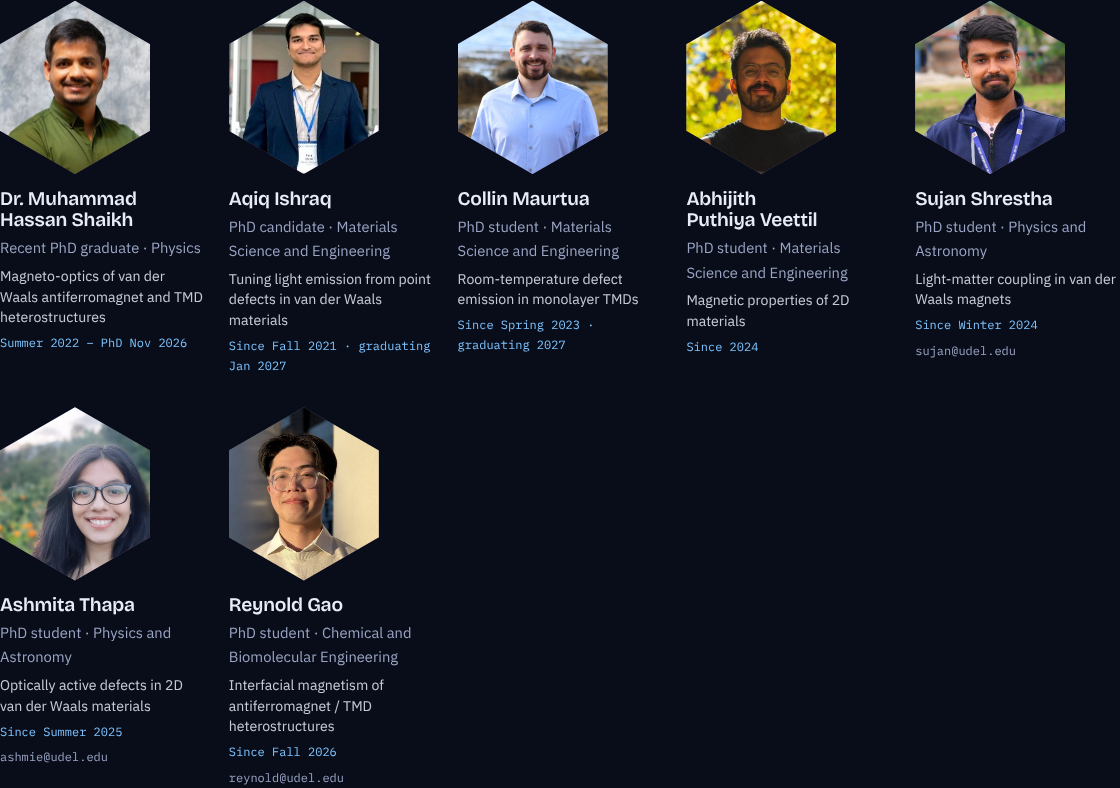 Dr. Muhammad
Hassan Shaikh
Recent PhD graduate · Physics
Magneto-optics of van der
Waals antiferromagnet and TMD
heterostructures
Summer 2022 – PhD Nov 2026
Aqiq Ishraq
PhD candidate · Materials
Science and Engineering
Tuning light emission from point
defects in van der Waals
materials
Since Fall 2021 · graduating
Jan 2027
Collin Maurtua
PhD student · Materials
Science and Engineering
Room-temperature defect
emission in monolayer TMDs
Since Spring 2023 ·
graduating 2027
Abhijith
Puthiya Veettil
PhD student · Materials
Science and Engineering
Magnetic properties of 2D
materials
Since 2024
Sujan Shrestha
PhD student · Physics and
Astronomy
Light-matter coupling in van der
Waals magnets
Since Winter 2024
sujan@udel.edu
Ashmita Thapa
PhD student · Physics and
Astronomy
Optically active defects in 2D
van der Waals materials
Since Summer 2025
ashmie@udel.edu
Reynold Gao
PhD student · Chemical and
Biomolecular Engineering
Interfacial magnetism of
antiferromagnet / TMD
heterostructures
Since Fall 2026
reynold@udel.edu